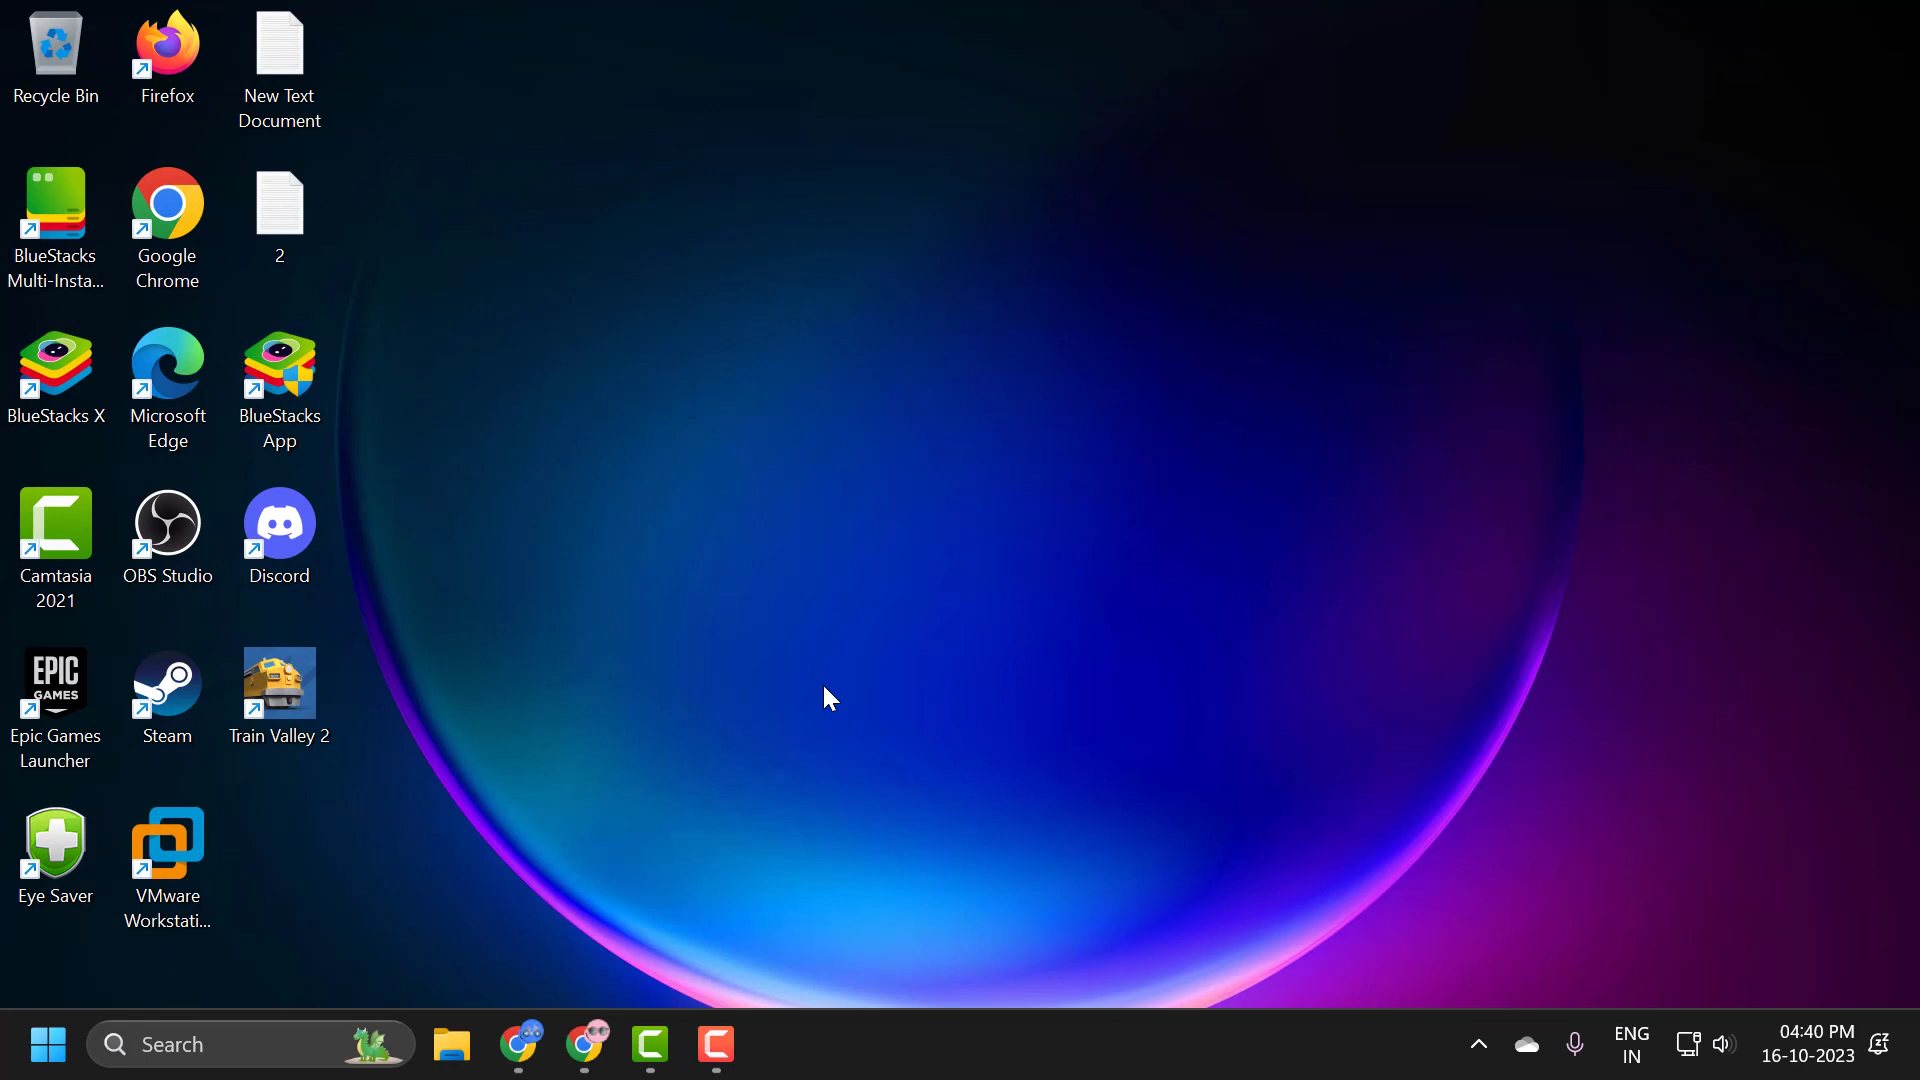 Recycle Bin
Firefox
New Text
Document
BlueStacks
Multi-Insta...
Google
Chrome
2
BlueStacks X
Microsoft
Edge
BlueStacks
App
Camtasia
2021
OBS Studio
Discord
EPIC
GAMES
Epic Games
Launcher
Steam
Train Valley 2
Eye Saver
VMware
Workstati...
Search
ENG
IN
04:40 PM
16-10-2023